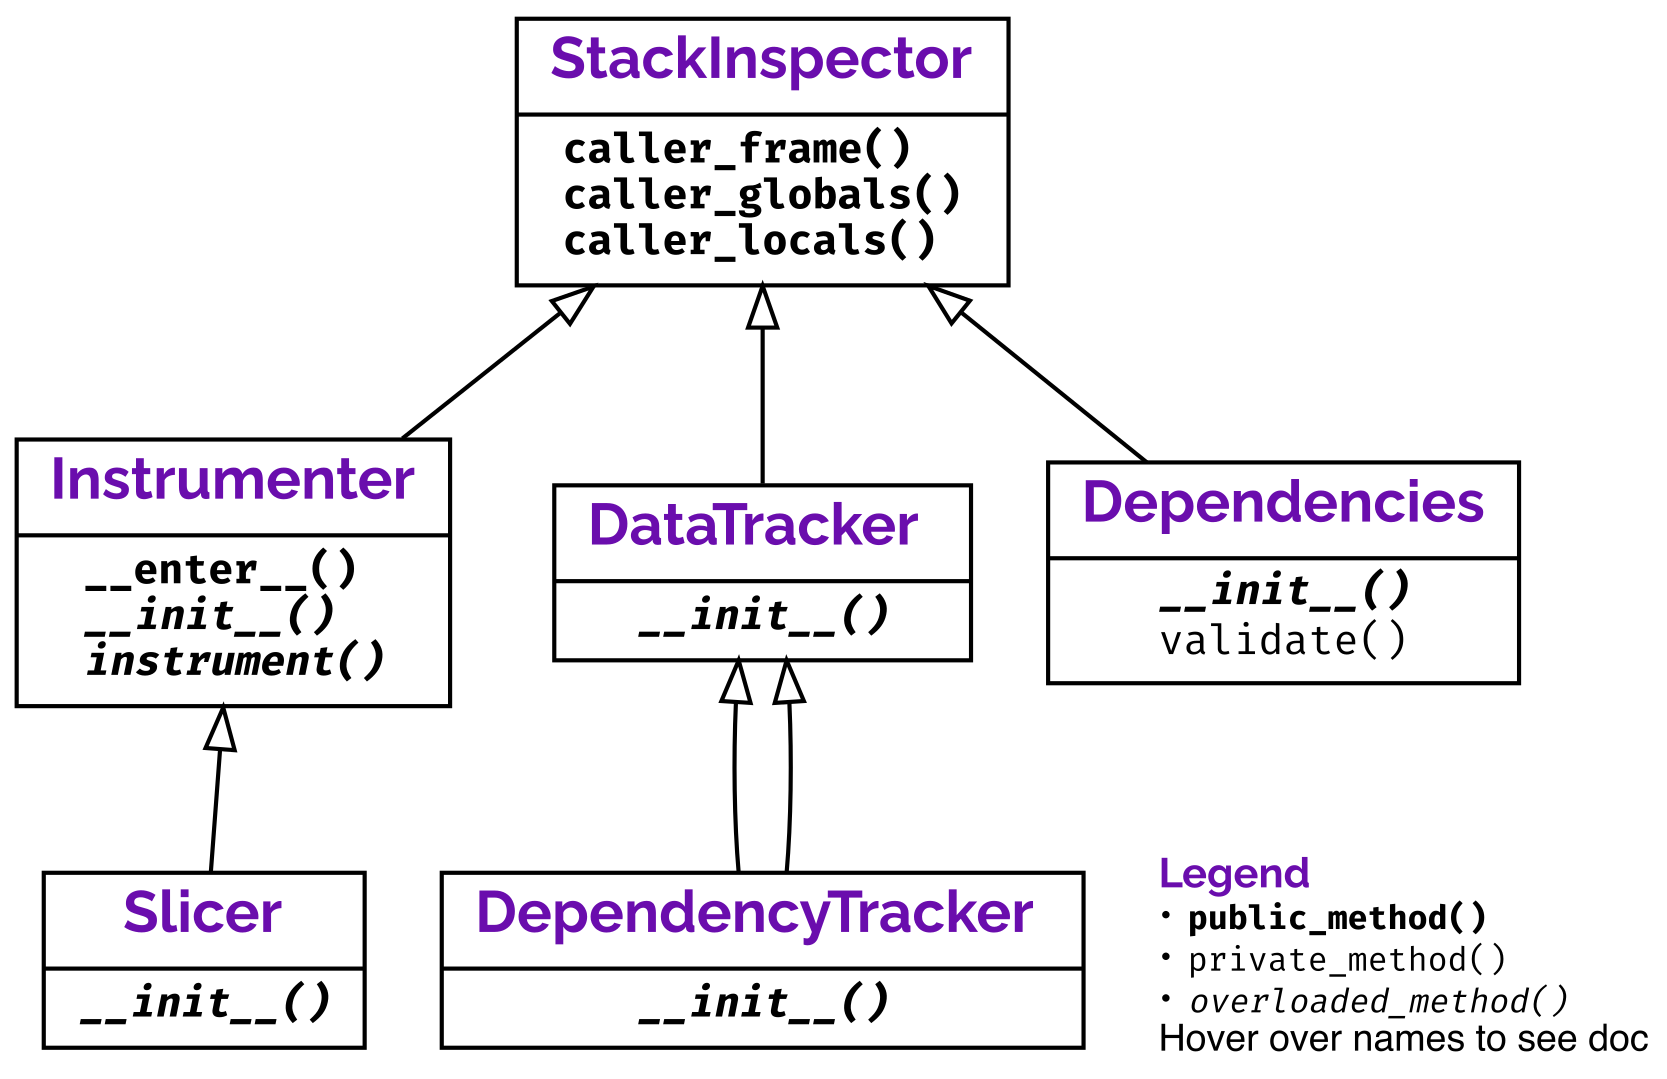 StackInspector
caller_frame()
caller_globals()
caller_locals()
Instrumenter
__enter__()
__init__()
instrument()
DataTracker
__init__()
Dependencies
__init__()
validate()
Slicer
__init__()
DependencyTracker
__init__()
Legend
• public_method()
• private_method()
• overloaded_method()
Hover over names to see doc